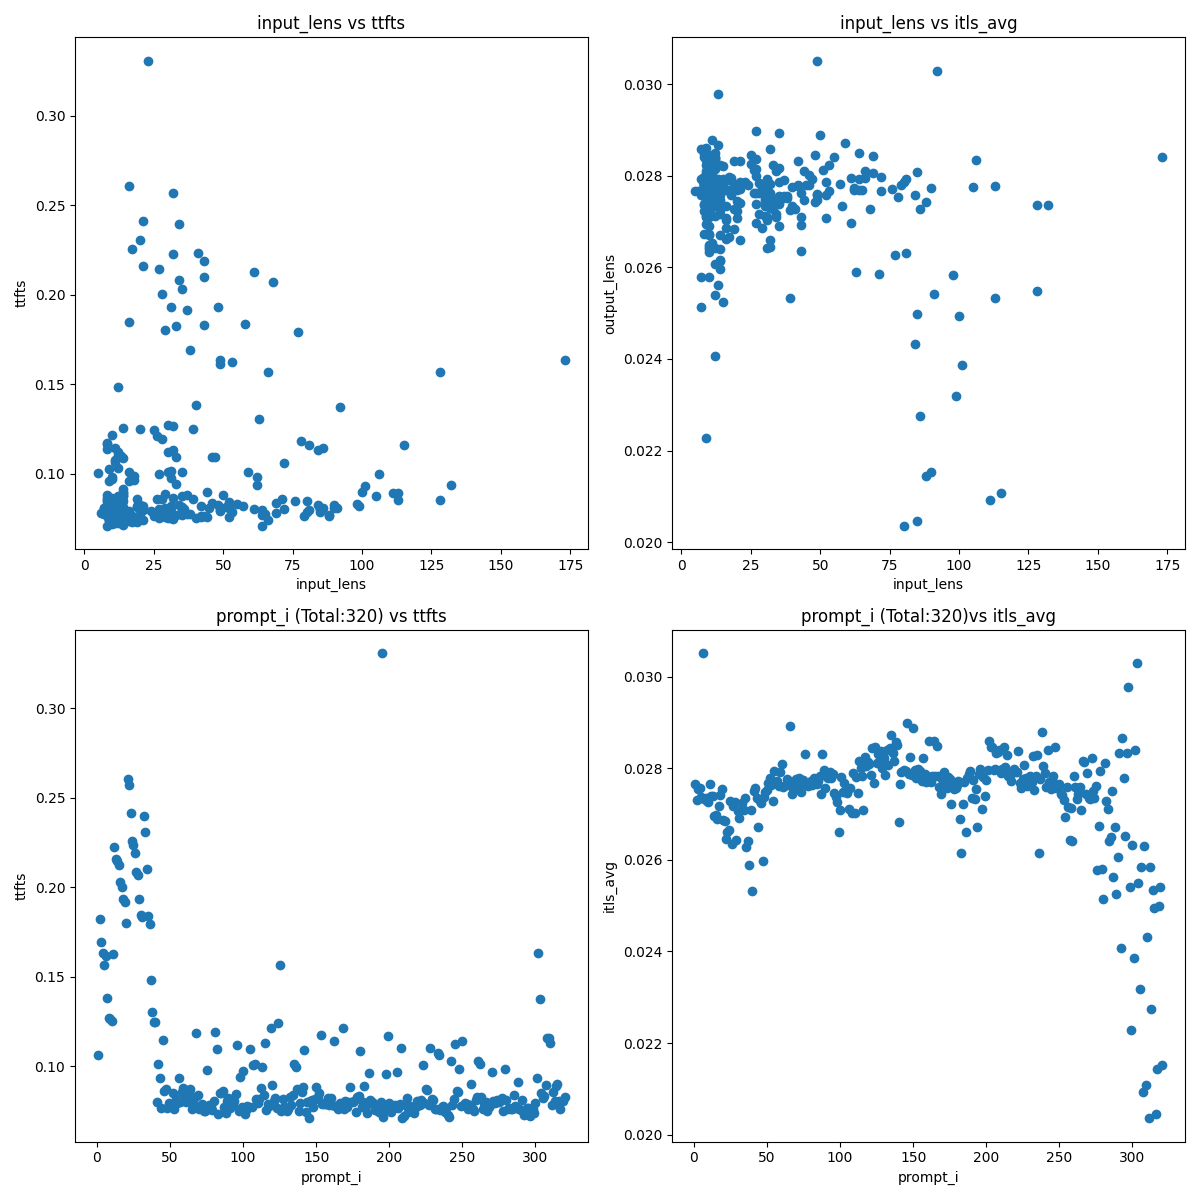 input_lens vs ttfts
input_lens vs itls_avg
ttfts
0.30
0.25
0.20
0.15
0.10
0 25 50 75 100 125 150 175
input_lens
output_lens
0.030
0.028
0.026
0.024
0.022
0.020
0 25 50 75 100 125 150 175
input_lens
prompt_i (Total:320) vs ttfts
prompt_i (Total:320)vs itls_avg
ttfts
0.30
0.25
0.20
0.15
0.10
0 50 100 150 200 250 300
prompt_i
itls_avg
0.030
0.028
0.026
0.024
0.022
0.020
0 50 100 150 200 250 300
prompt_i